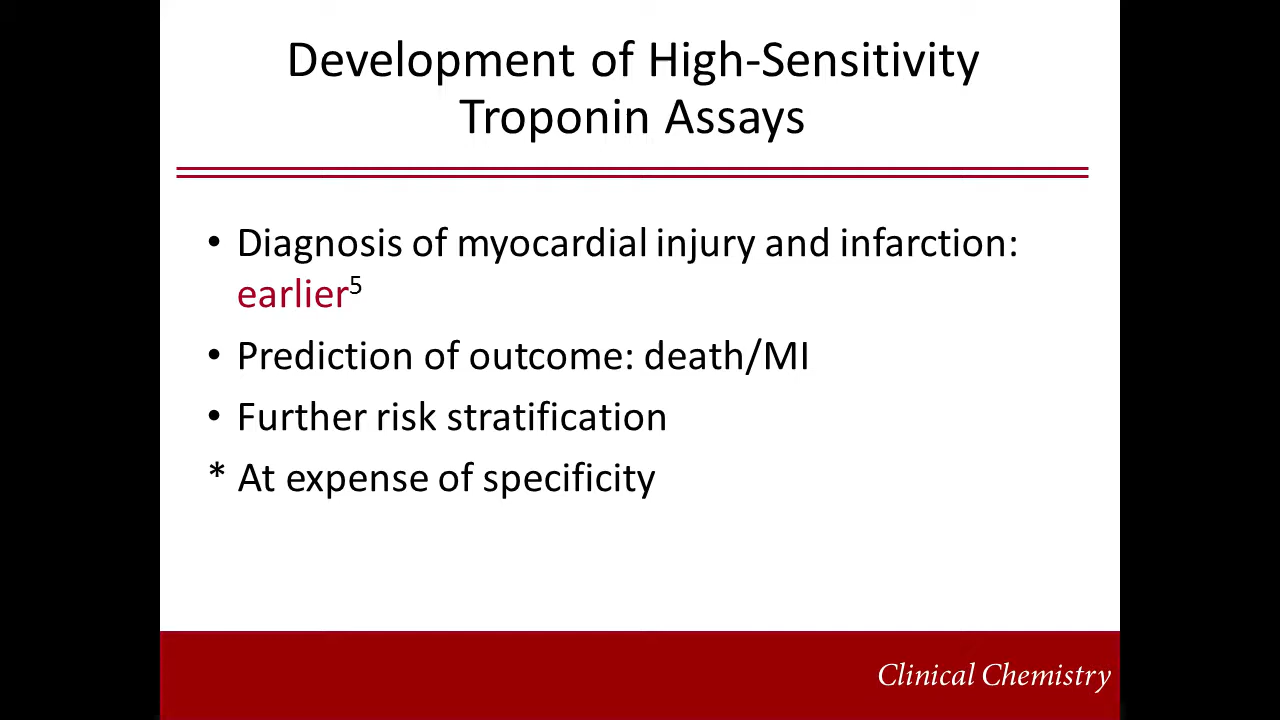 Development of High-Sensitivity
Troponin Assays
• Diagnosis of myocardial injury and infarction:
earlier⁵
• Prediction of outcome: death/MI
• Further risk stratification
* At expense of specificity
Clinical Chemistry